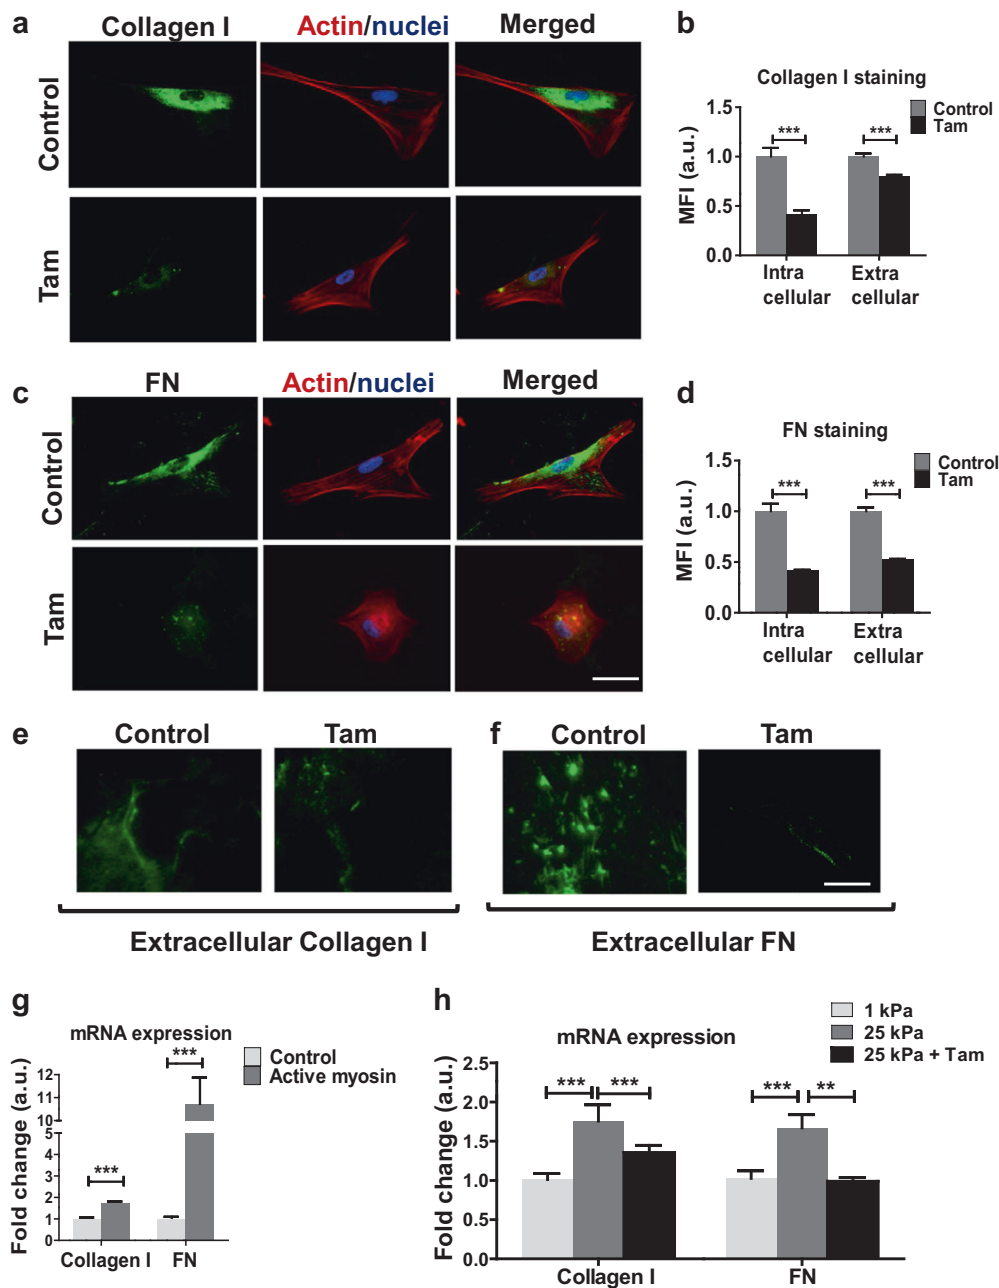 a
Collagen I
Actin/nuclei
Merged
Control
Tam
b
Collagen I staining
Control
Tam
MFI (a.u.)
1.5
1.0
0.5
0.0
***
***
Intra
cellular
Extra
cellular
c
FN
Actin/nuclei
Merged
Control
Tam
d
FN staining
Control
Tam
MFI (a.u.)
1.5
1.0
0.5
0.0
***
***
Intra
cellular
Extra
cellular
e
Control
Tam
Extracellular Collagen I
f
Control
Tam
Extracellular FN
g
mRNA expression
Control
Active myosin
Fold change (a.u.)
12
11
10
5
4
3
2
1
0
***
***
Collagen I
FN
h
mRNA expression
1 kPa
25 kPa
25 kPa + Tam
Fold change (a.u.)
2.5
2.0
1.5
1.0
0.5
0.0
***
***
***
**
Collagen I
FN